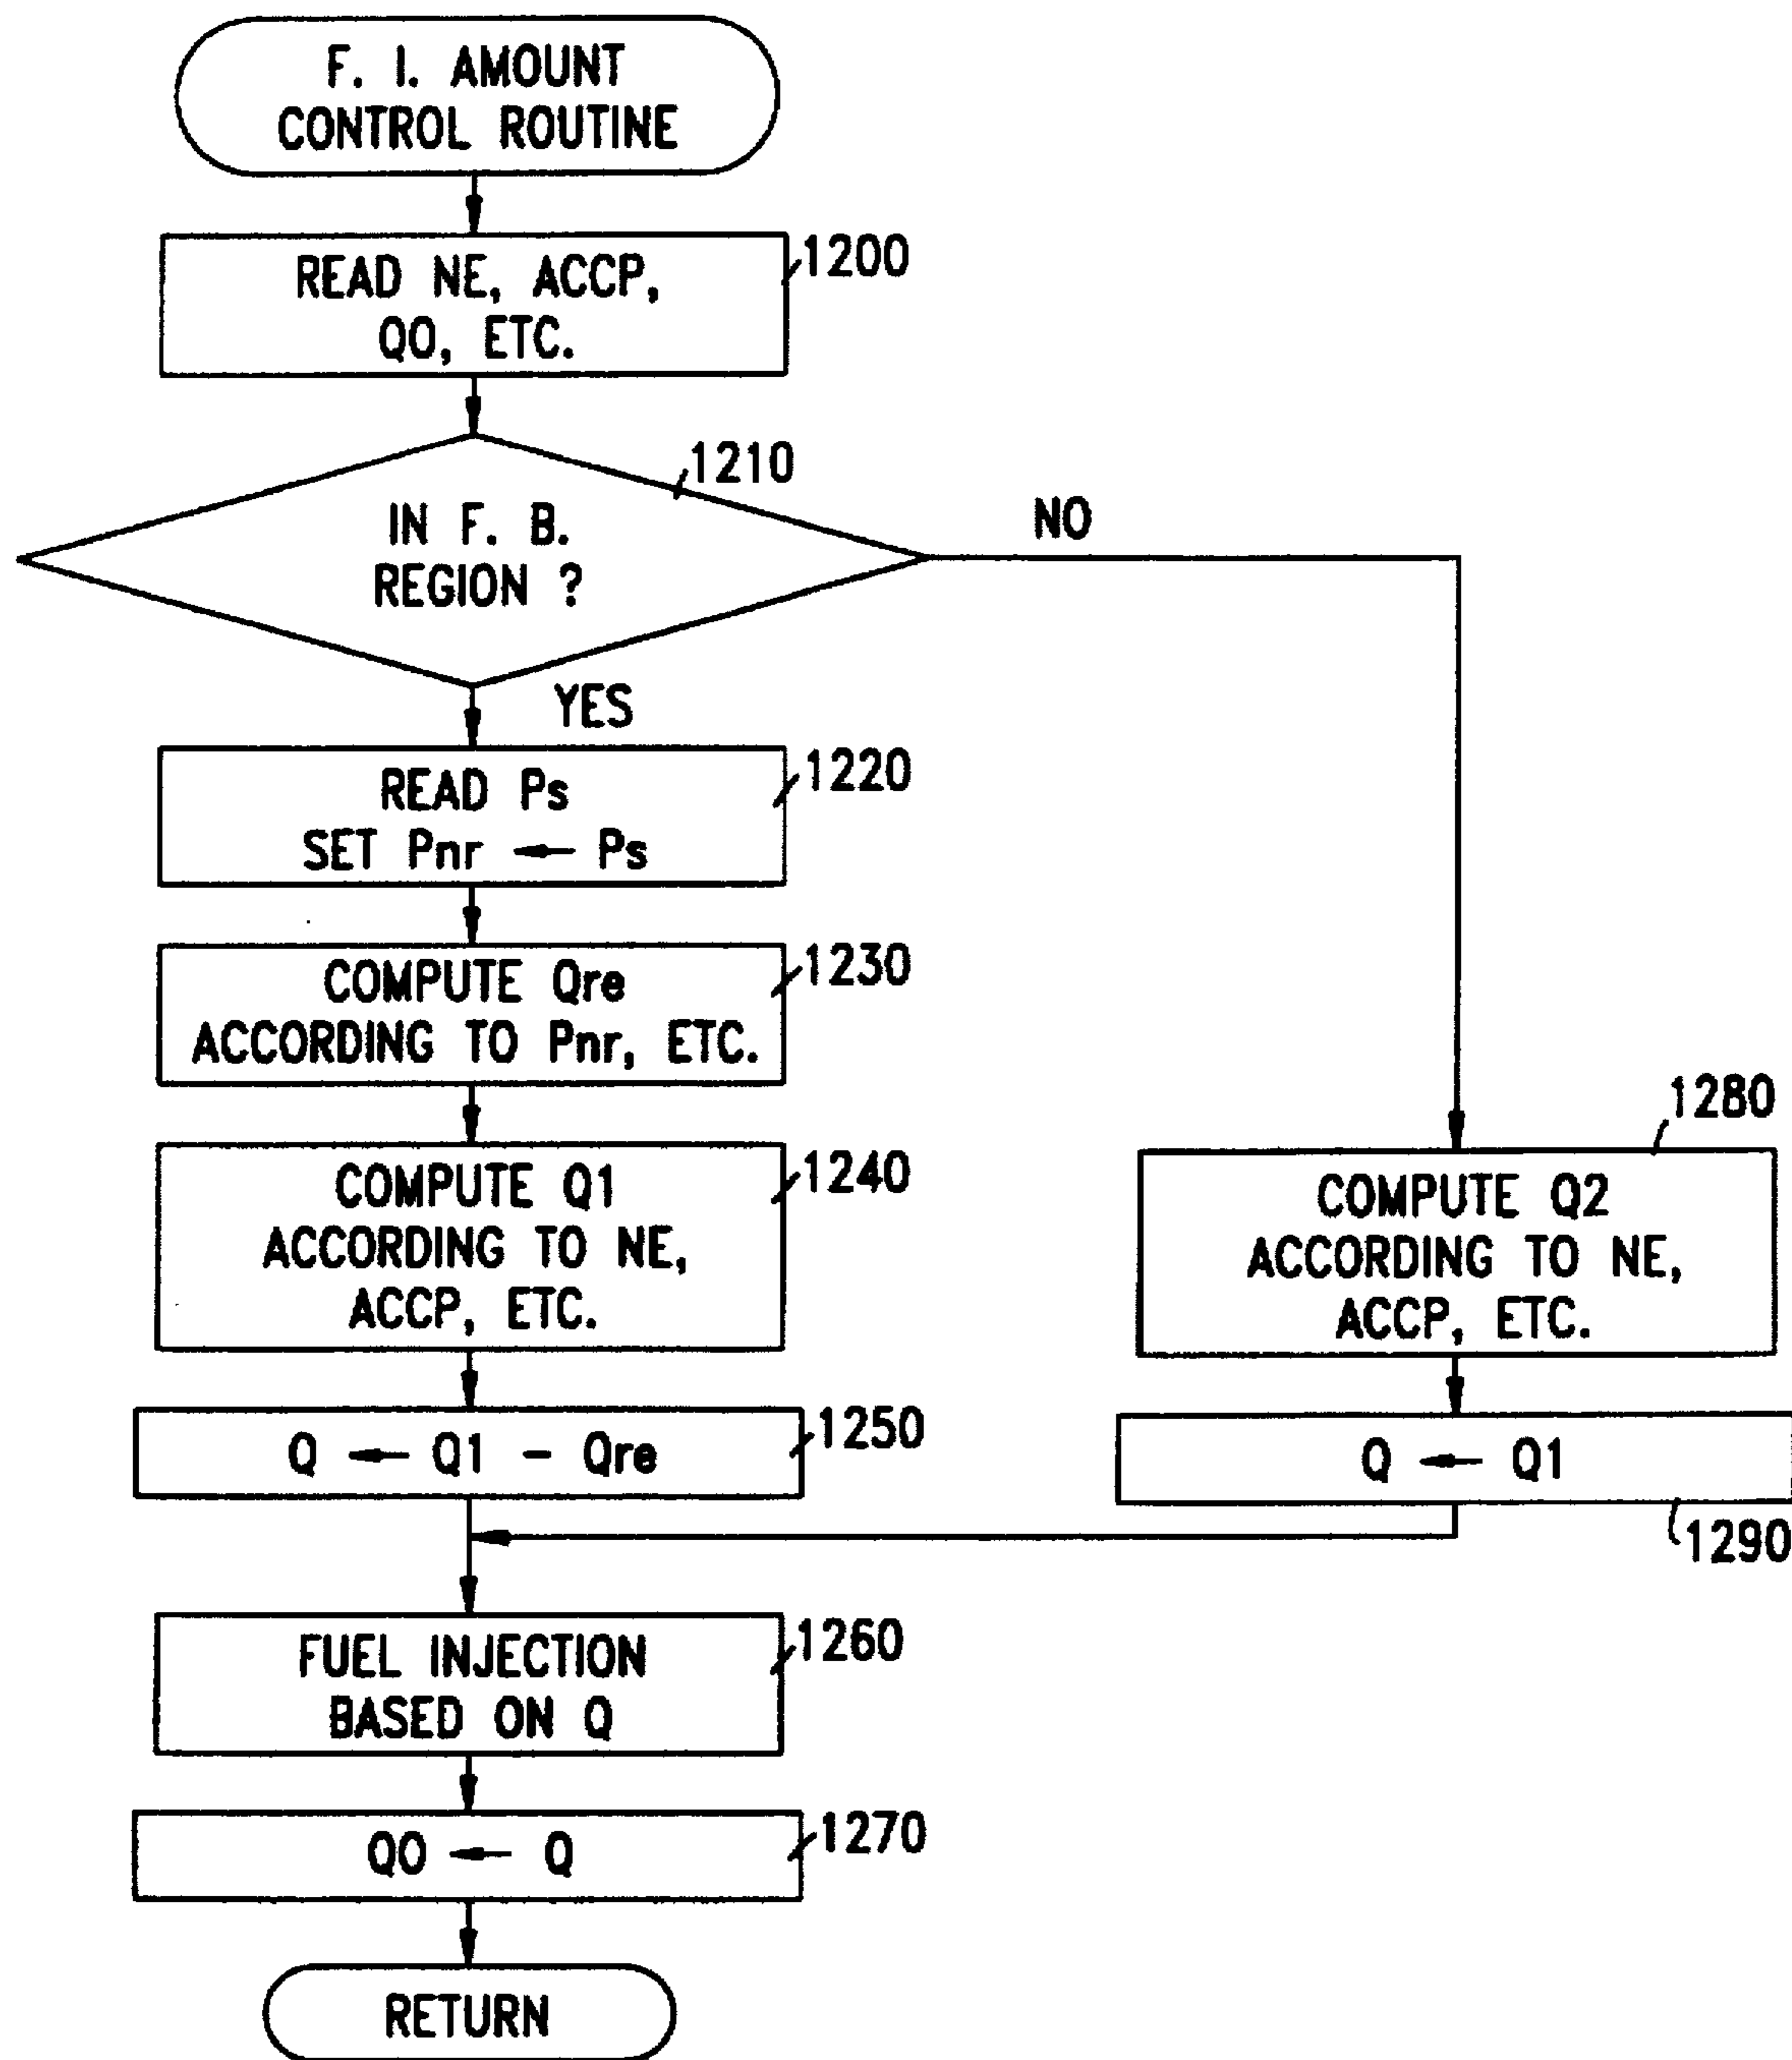 F. I. AMOUNT
CONTROL ROUTINE
READ NE, ACCP,
Q0, ETC.
1200
IN F. B.
REGION ?
1210
NO
YES
READ Ps
SET Pnr ← Ps
1220
COMPUTE Qre
ACCORDING TO Pnr, ETC.
1230
COMPUTE Q1
ACCORDING TO NE,
ACCP, ETC.
1240
COMPUTE Q2
ACCORDING TO NE,
ACCP, ETC.
1280
Q ← Q1 - Qre
1250
Q ← Q1
1290
FUEL INJECTION
BASED ON Q
1260
Q0 ← Q
1270
RETURN